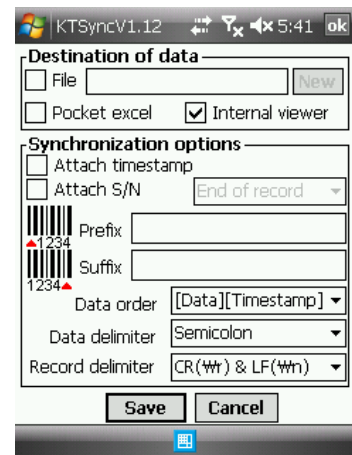 KTSyncV1.12 5:41 ok
Destination of data
File New
Pocket excel Internal viewer
Synchronization options
Attach timestamp
Attach S/N End of record
1234 Prefix
1234 Suffix
Data order [Data][Timestamp]
Data delimiter Semicolon
Record delimiter CR(₩r) & LF(₩n)
Save Cancel